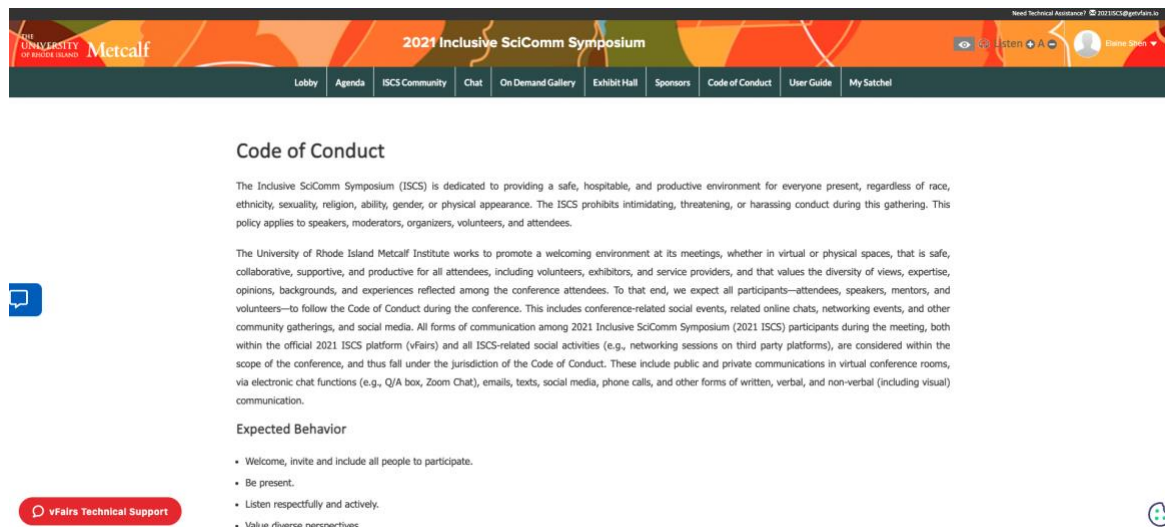 Need Technical Assistance? 2021ISCS@getvfairs.io
THE
UNIVERSITY
OF RHODE ISLAND
Metcalf
2021 Inclusive SciComm Symposium
Listen
A
Elaine Shen
Lobby
Agenda
ISCS Community
Chat
On Demand Gallery
Exhibit Hall
Sponsors
Code of Conduct
User Guide
My Satchel
Code of Conduct
The Inclusive SciComm Symposium (ISCS) is dedicated to providing a safe, hospitable, and productive environment for everyone present, regardless of race,
ethnicity, sexuality, religion, ability, gender, or physical appearance. The ISCS prohibits intimidating, threatening, or harassing conduct during this gathering. This
policy applies to speakers, moderators, organizers, volunteers, and attendees.
The University of Rhode Island Metcalf Institute works to promote a welcoming environment at its meetings, whether in virtual or physical spaces, that is safe,
collaborative, supportive, and productive for all attendees, including volunteers, exhibitors, and service providers, and that values the diversity of views, expertise,
opinions, backgrounds, and experiences reflected among the conference attendees. To that end, we expect all participants—attendees, speakers, mentors, and
volunteers—to follow the Code of Conduct during the conference. This includes conference-related social events, related online chats, networking events, and other
community gatherings, and social media. All forms of communication among 2021 Inclusive SciComm Symposium (2021 ISCS) participants during the meeting, both
within the official 2021 ISCS platform (vFairs) and all ISCS-related social activities (e.g., networking sessions on third party platforms), are considered within the
scope of the conference, and thus fall under the jurisdiction of the Code of Conduct. These include public and private communications in virtual conference rooms,
via electronic chat functions (e.g., Q/A box, Zoom Chat), emails, texts, social media, phone calls, and other forms of written, verbal, and non-verbal (including visual)
communication.
Expected Behavior
• Welcome, invite and include all people to participate.
• Be present.
• Listen respectfully and actively.
• Value diverse perspectives
vFairs Technical Support